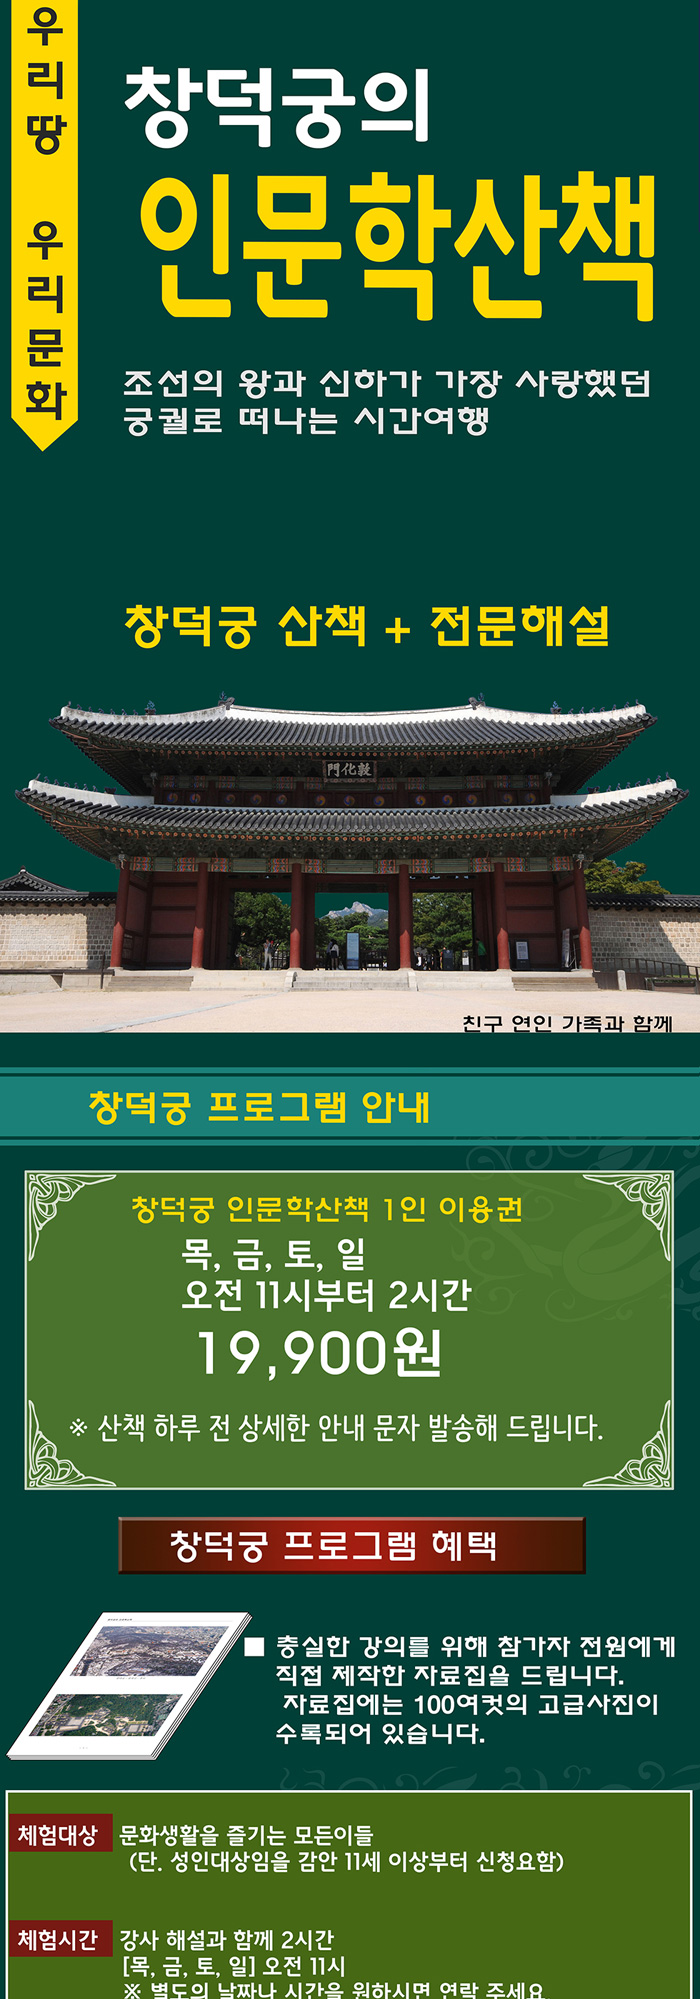 우리땅 우리문화
창덕궁의
인문학산책
조선의 왕과 신하가 가장 사랑했던
궁궐로 떠나는 시간여행
창덕궁 산책 + 전문해설
門化敦
친구 연인 가족과 함께
창덕궁 프로그램 안내
창덕궁 인문학산책 1인 이용권
목, 금, 토, 일
오전 11시부터 2시간
19,900원
※ 산책 하루 전 상세한 안내 문자 발송해 드립니다.
창덕궁 프로그램 혜택
■ 충실한 강의를 위해 참가자 전원에게
직접 제작한 자료집을 드립니다.
자료집에는 100여컷의 고급사진이
수록되어 있습니다.
체험대상 문화생활을 즐기는 모든이들
(단. 성인대상임을 감안 11세 이상부터 신청요함)
체험시간 강사 해설과 함께 2시간
[목, 금, 토, 일] 오전 11시
※ 별도의 날짜나 시간을 원하시면 연락 주세요